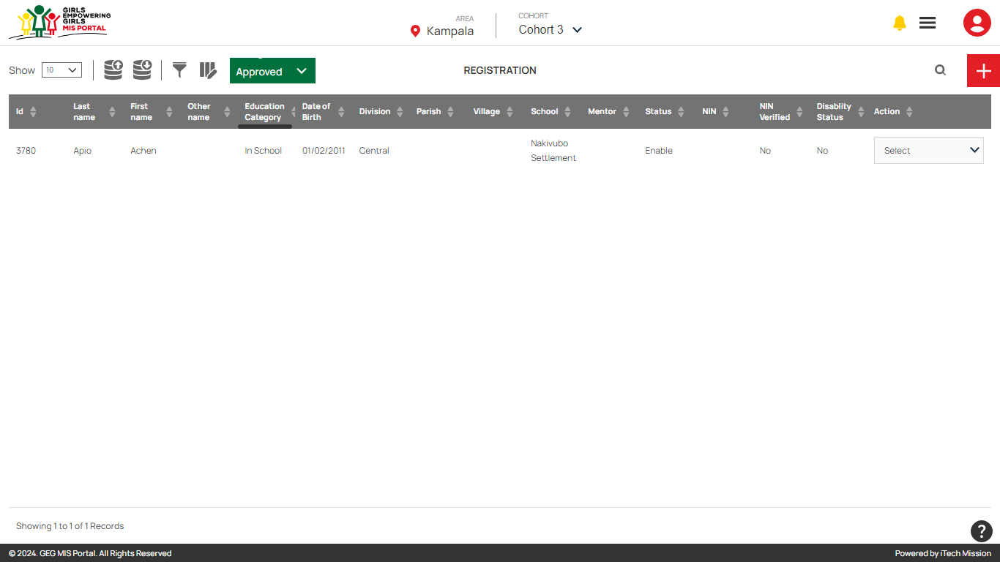 GIRLS
EMPOWERING
GIRLS
MIS PORTAL
AREA
Kampala
COHORT
Cohort 3
Show 10 Approved REGISTRATION
Id Last name First name Other name Education Category Date of Birth Division Parish Village School Mentor Status NIN NIN Verified Disablity Status Action
3780 Apio Achen In School 01/02/2011 Central Nakivubo Settlement Enable No No Select
Showing 1 to 1 of 1 Records
?
© 2024. GEG MIS Portal. All Rights Reserved Powered by iTech Mission